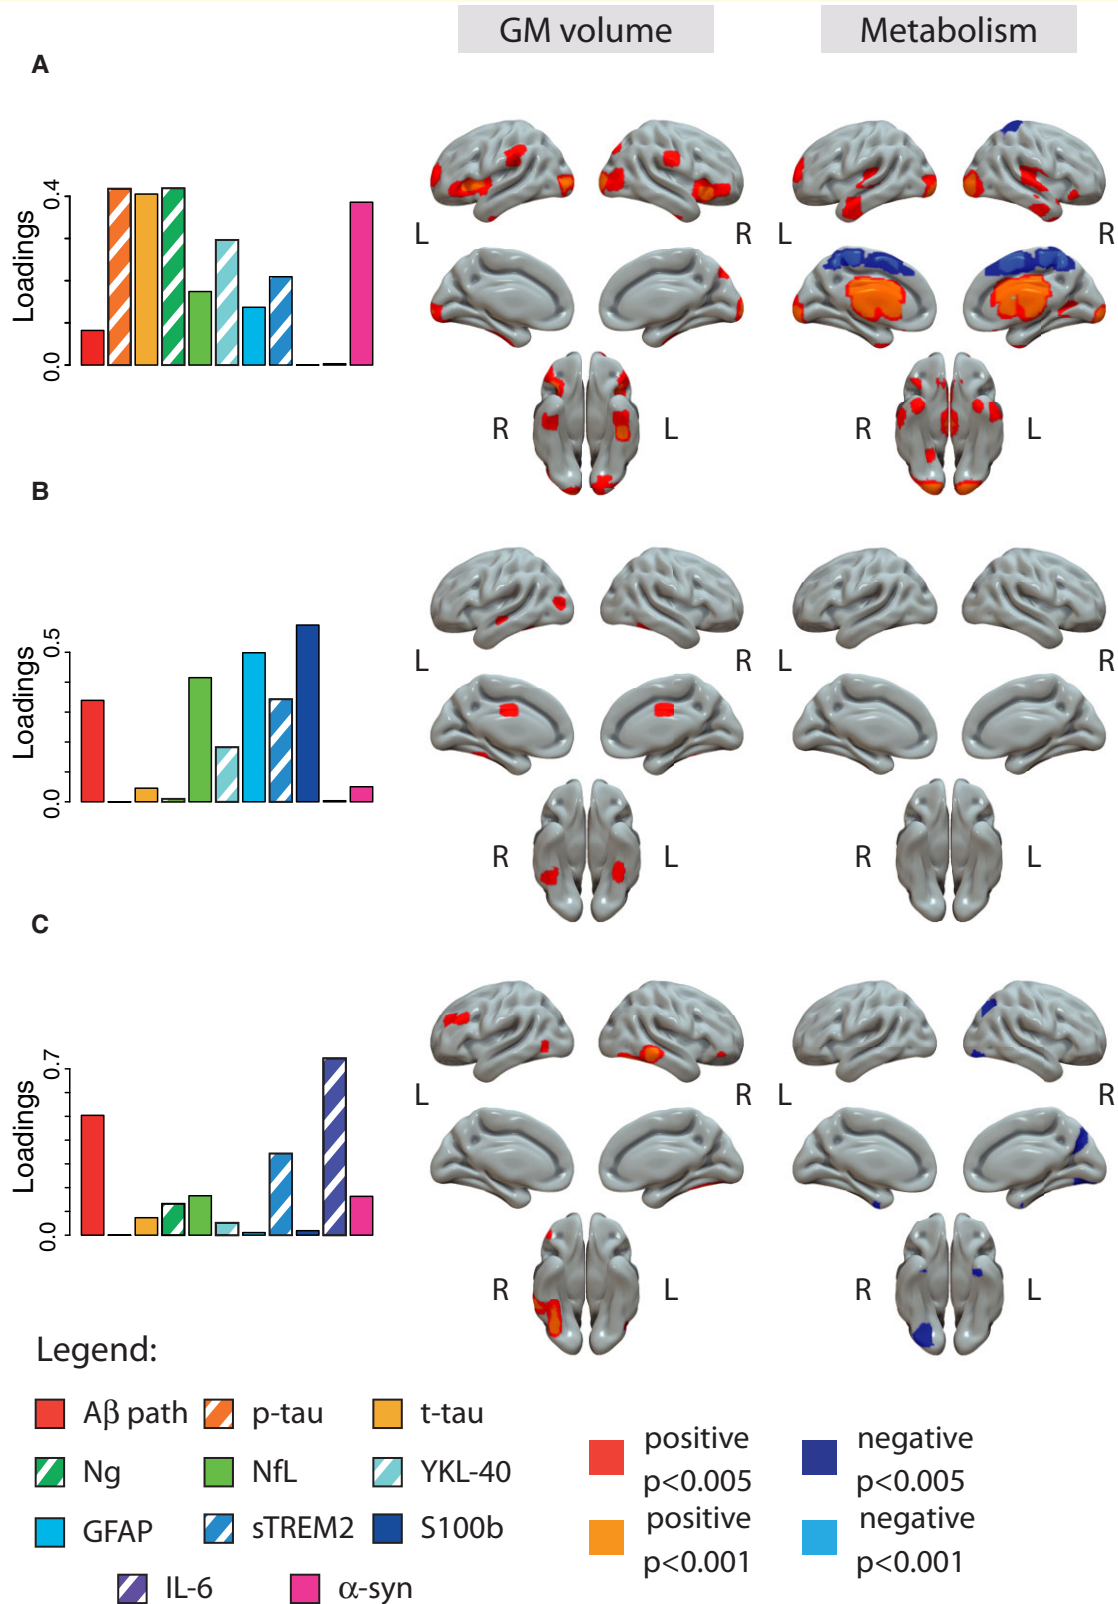 GM volume
Metabolism
A
Loadings
0.4
0.0
L
R
L
R
R
L
R
L
B
Loadings
0.5
0.0
L
R
L
R
R
L
R
L
C
Loadings
0.7
0.0
L
R
L
R
R
L
R
L
Legend:
Aβ path
p-tau
t-tau
Ng
NfL
YKL-40
GFAP
sTREM2
S100b
IL-6
α-syn
positive
p<0.005
negative
p<0.005
positive
p<0.001
negative
p<0.001